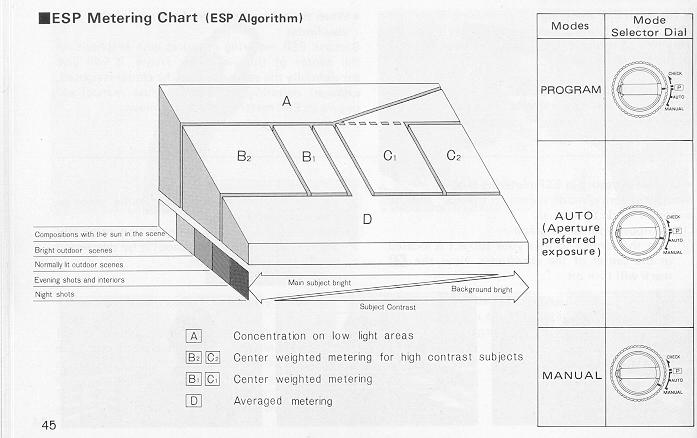 ■ESP Metering Chart (ESP Algorithm)
Modes
Mode
Selector Dial
A
B2
B1
C1
C2
D
Compositions with the sun in the scene
Bright outdoor scenes
Normally lit outdoor scenes
Evening shots and interiors
Night shots
Main subject bright
Background bright
Subject Contrast
A Concentration on low light areas
B2 C2 Center weighted metering for high contrast subjects
B1 C1 Center weighted metering
D Averaged metering
PROGRAM
CHECK
P
AUTO
MANUAL
AUTO
(Aperture
preferred
exposure)
CHECK
P
AUTO
MANUAL
MANUAL
CHECK
P
AUTO
MANUAL
45